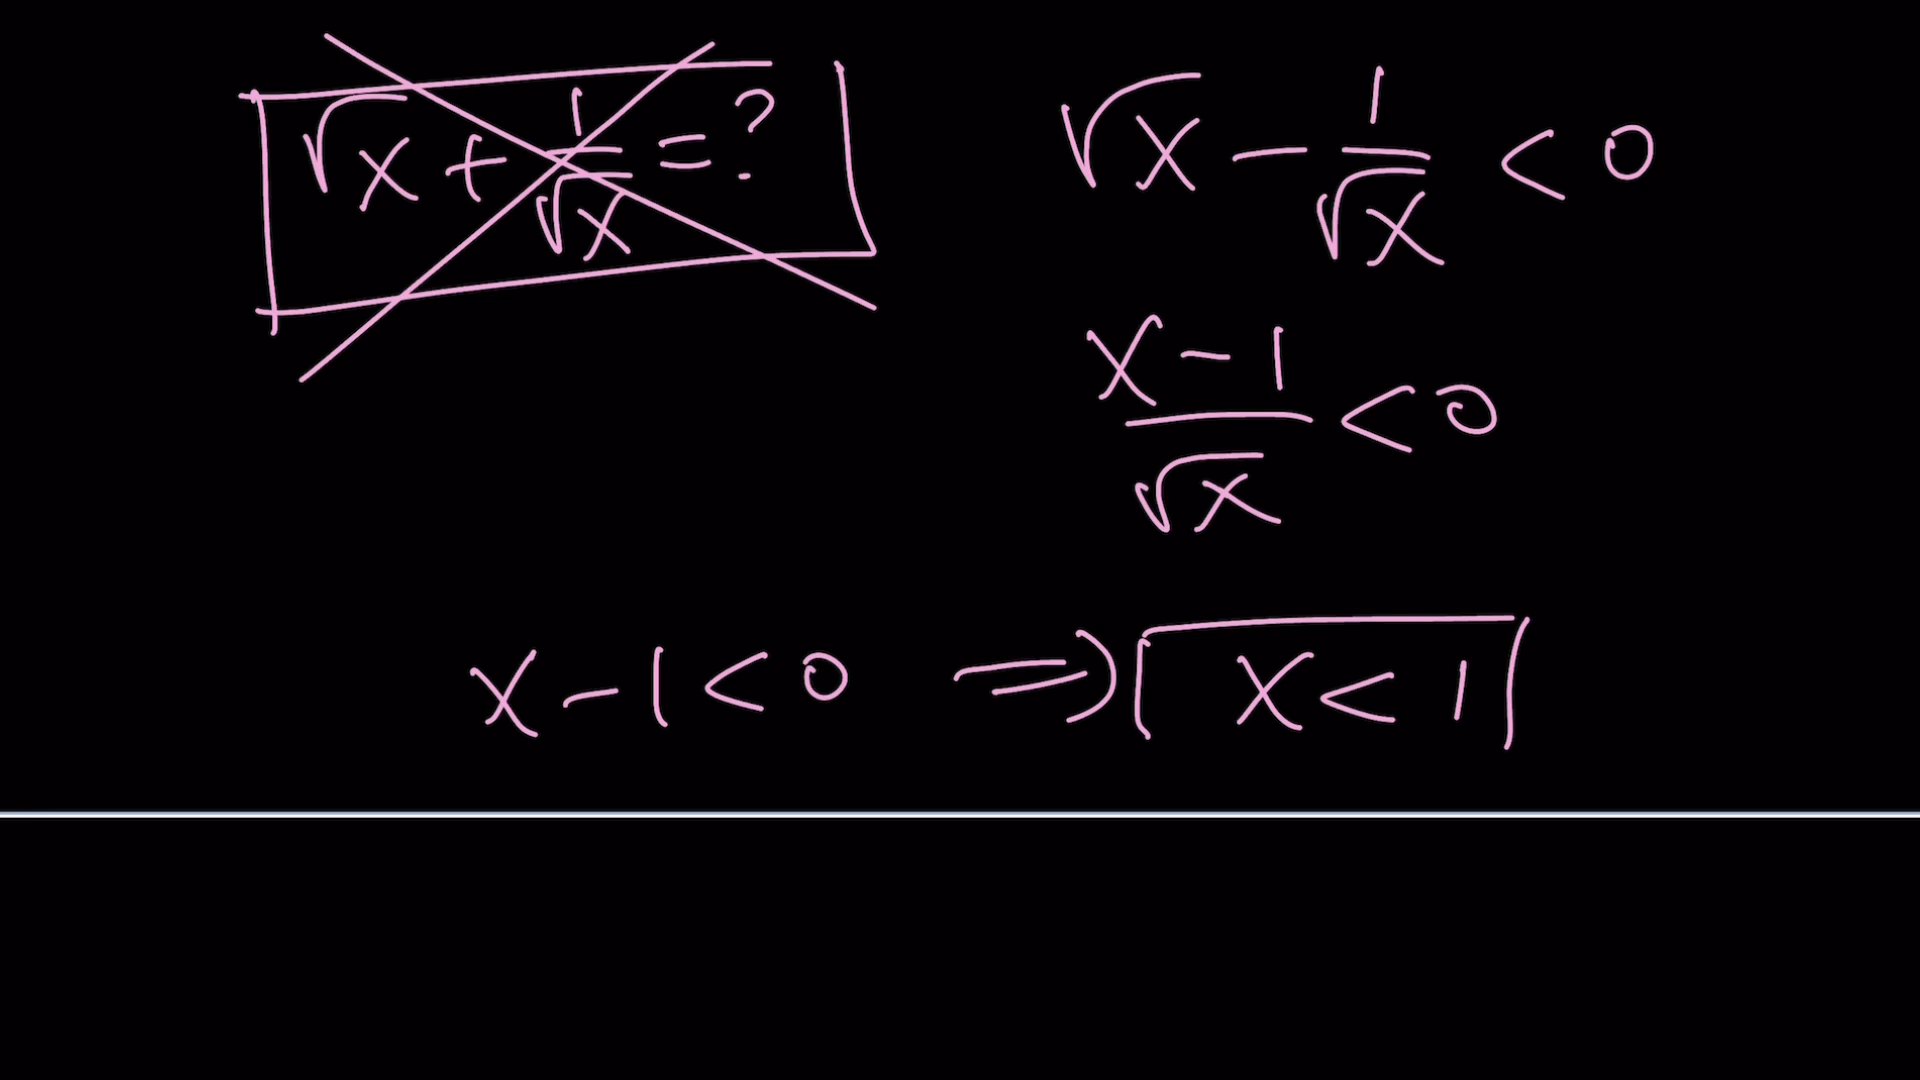 √x + 1/√x = ?
√x − 1/√x < 0
x − 1/√x < 0
x − 1 < 0 ⇒ x < 1